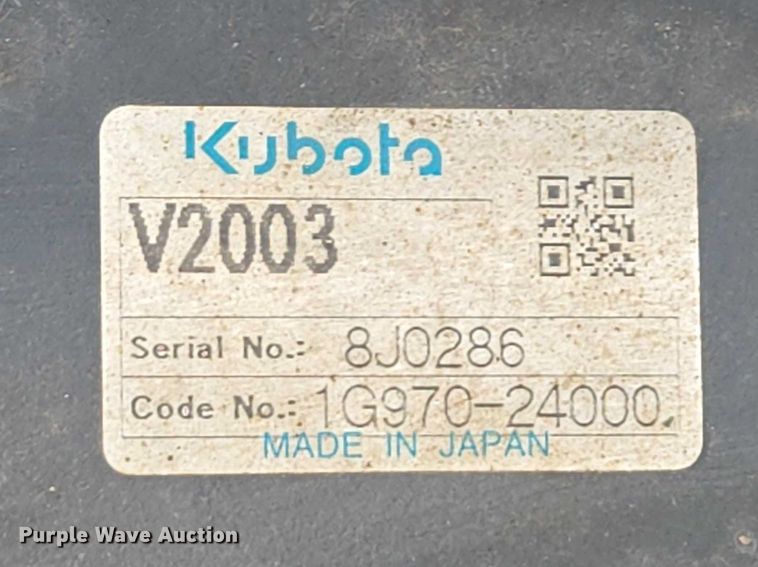 Kubota
V2003
Serial No.: 8J0286
Code No.: 1G970-24000
MADE IN JAPAN
Purple Wave Auction